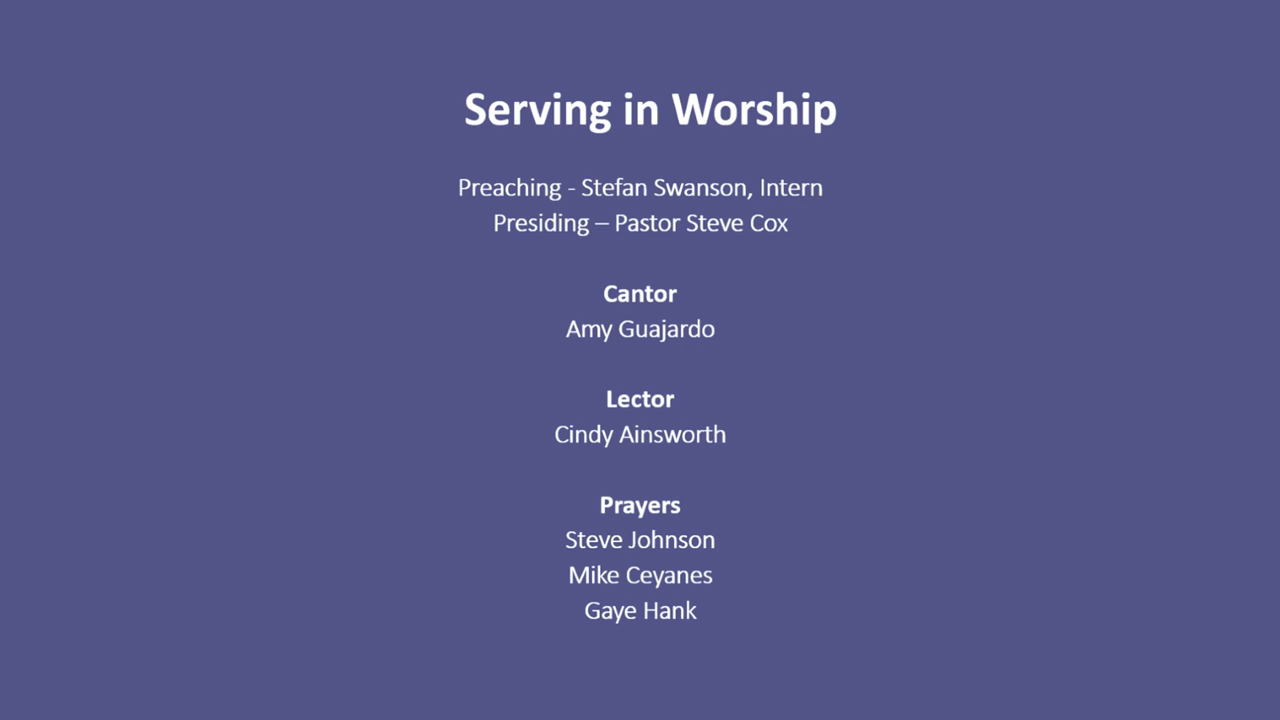 Serving in Worship
Preaching - Stefan Swanson, Intern
Presiding – Pastor Steve Cox
Cantor
Amy Guajardo
Lector
Cindy Ainsworth
Prayers
Steve Johnson
Mike Ceyanes
Gaye Hank